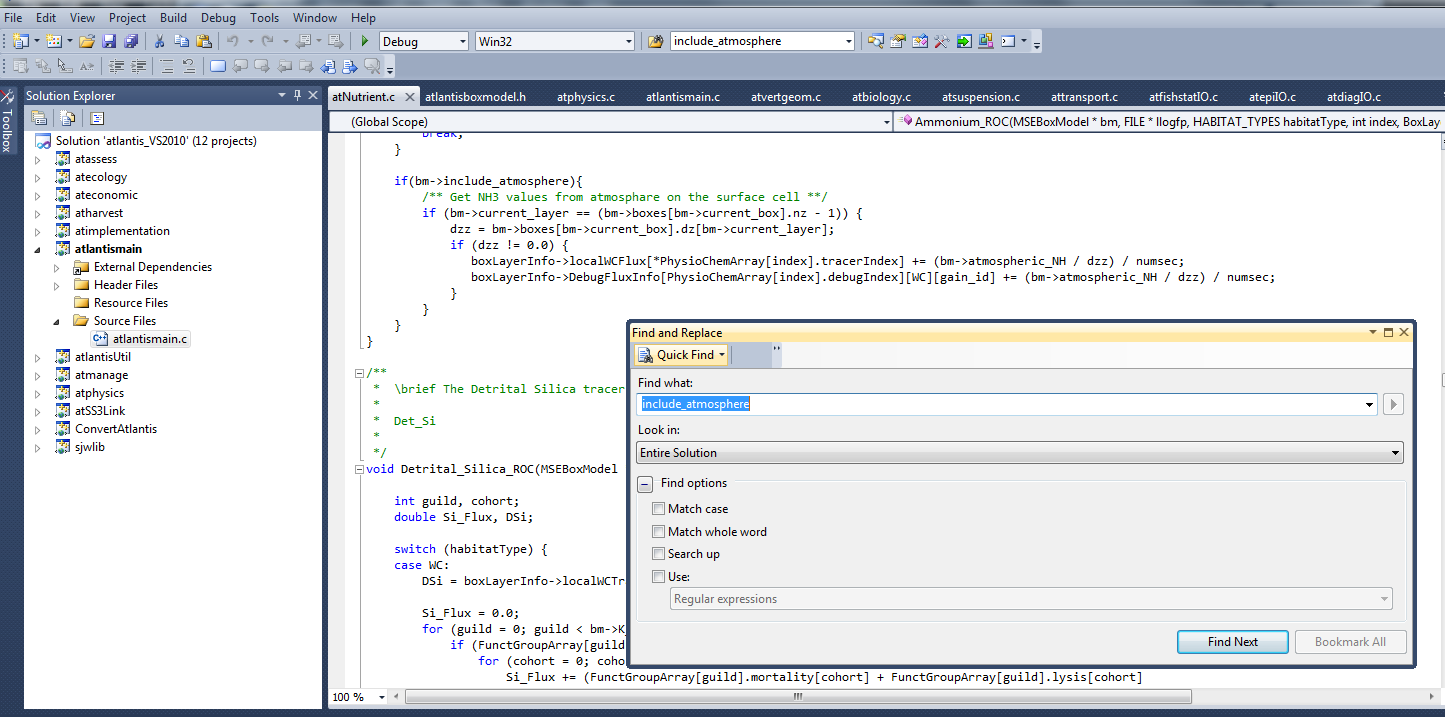 File Edit View Project Build Debug Tools Window Help
Debug Win32 include_atmosphere
Toolbox
Solution Explorer
Solution 'atlantis_VS2010' (12 projects)
atassess
atecology
ateconomic
atharvest
atimplementation
atlantismain
External Dependencies
Header Files
Resource Files
Source Files
atlantismain.c
atlantisUtil
atmanage
atphysics
atSS3Link
ConvertAtlantis
sjwlib
atNutrient.c atlantisboxmodel.h atphysics.c atlantismain.c atvertgeom.c atbiology.c atsuspension.c attransport.c atfishstatIO.c atepiIO.c atdiagIO.c
(Global Scope) Ammonium_ROC(MSEBoxModel * bm, FILE * llogfp, HABITAT_TYPES habitatType, int index, BoxLay
break;
}
if(bm->include_atmosphere){
/** Get NH3 values from atmosphare on the surface cell **/
if (bm->current_layer == (bm->boxes[bm->current_box].nz - 1)) {
dzz = bm->boxes[bm->current_box].dz[bm->current_layer];
if (dzz != 0.0) {
boxLayerInfo->localWCFlux[*PhysioChemArray[index].tracerIndex] += (bm->atmospheric_NH / dzz) / numsec;
boxLayerInfo->DebugFluxInfo[PhysioChemArray[index].debugIndex][WC][gain_id] += (bm->atmospheric_NH / dzz) / numsec;
}
}
}
}
/**
* \brief The Detrital Silica tracer
*
* Det_Si
*
*/
void Detrital_Silica_ROC(MSEBoxModel
int guild, cohort;
double Si_Flux, DSi;
switch (habitatType) {
case WC:
DSi = boxLayerInfo->localWCTr
Si_Flux = 0.0;
for (guild = 0; guild < bm->K
if (FunctGroupArray[guild
for (cohort = 0; coho
Si_Flux += (FunctGroupArray[guild].mortality[cohort] + FunctGroupArray[guild].lysis[cohort]
100 %
Find and Replace
Quick Find
Find what:
include_atmosphere
Look in:
Entire Solution
Find options
Match case
Match whole word
Search up
Use:
Regular expressions
Find Next Bookmark All